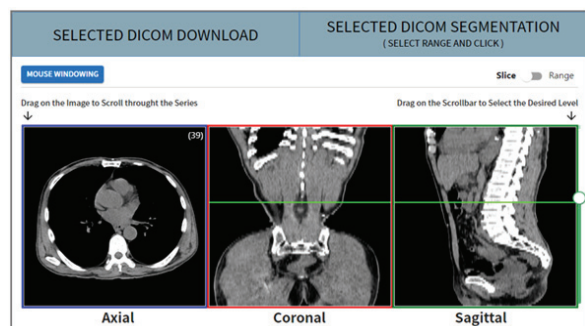 SELECTED DICOM DOWNLOAD
SELECTED DICOM SEGMENTATION
( SELECT RANGE AND CLICK )
MOUSE WINDOWING
Slice Range
Drag on the Image to Scroll throught the Series
Drag on the Scrollbar to Select the Desired Level
(39)
Axial
Coronal
Sagittal